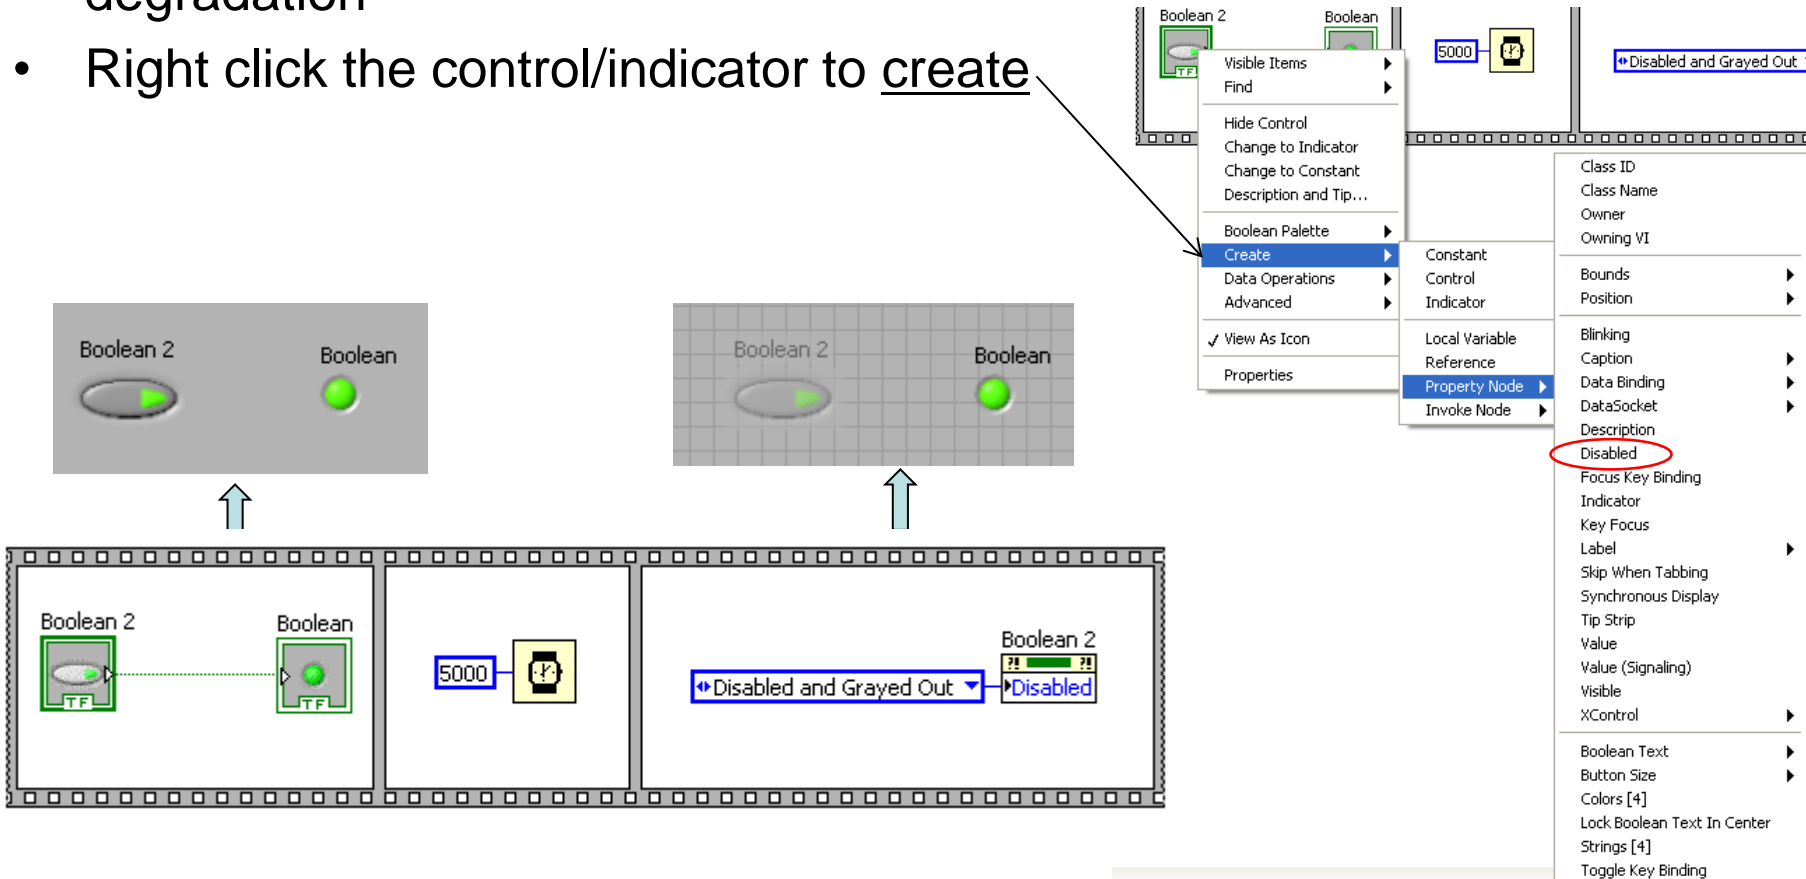 degradation
• Right click the control/indicator to create
Boolean 2
Boolean
TF
5000
Disabled and Grayed Out
Visible Items
Find
Hide Control
Change to Indicator
Change to Constant
Description and Tip...
Boolean Palette
Create
Data Operations
Advanced
✓ View As Icon
Properties
Constant
Control
Indicator
Local Variable
Reference
Property Node
Invoke Node
Class ID
Class Name
Owner
Owning VI
Bounds
Position
Blinking
Caption
Data Binding
DataSocket
Description
Disabled
Focus Key Binding
Indicator
Key Focus
Label
Skip When Tabbing
Synchronous Display
Tip Strip
Value
Value (Signaling)
Visible
XControl
Boolean Text
Button Size
Colors [4]
Lock Boolean Text In Center
Strings [4]
Toggle Key Binding
Boolean 2
Boolean
Boolean 2
Boolean
Boolean 2
TF
Boolean
TF
5000
Disabled and Grayed Out
Boolean 2
?! ?!
Disabled